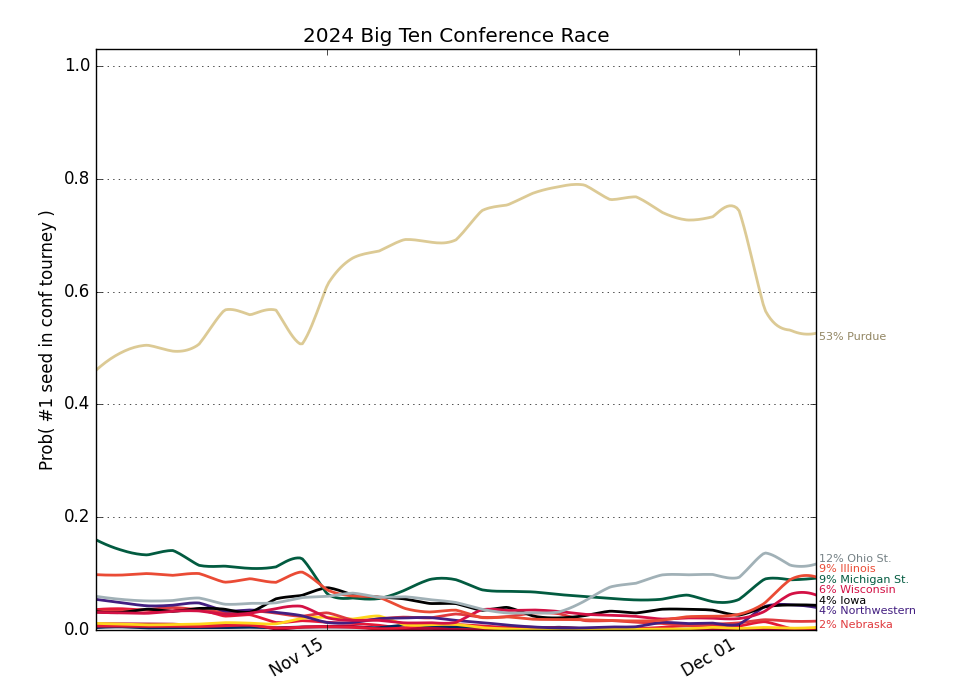 2024 Big Ten Conference Race
Prob( #1 seed in conf tourney )
1.0
0.8
0.6
0.4
0.2
0.0
Nov 15
Dec 01
53% Purdue
12% Ohio St.
9% Illinois
9% Michigan St.
6% Wisconsin
4% Iowa
4% Northwestern
2% Nebraska